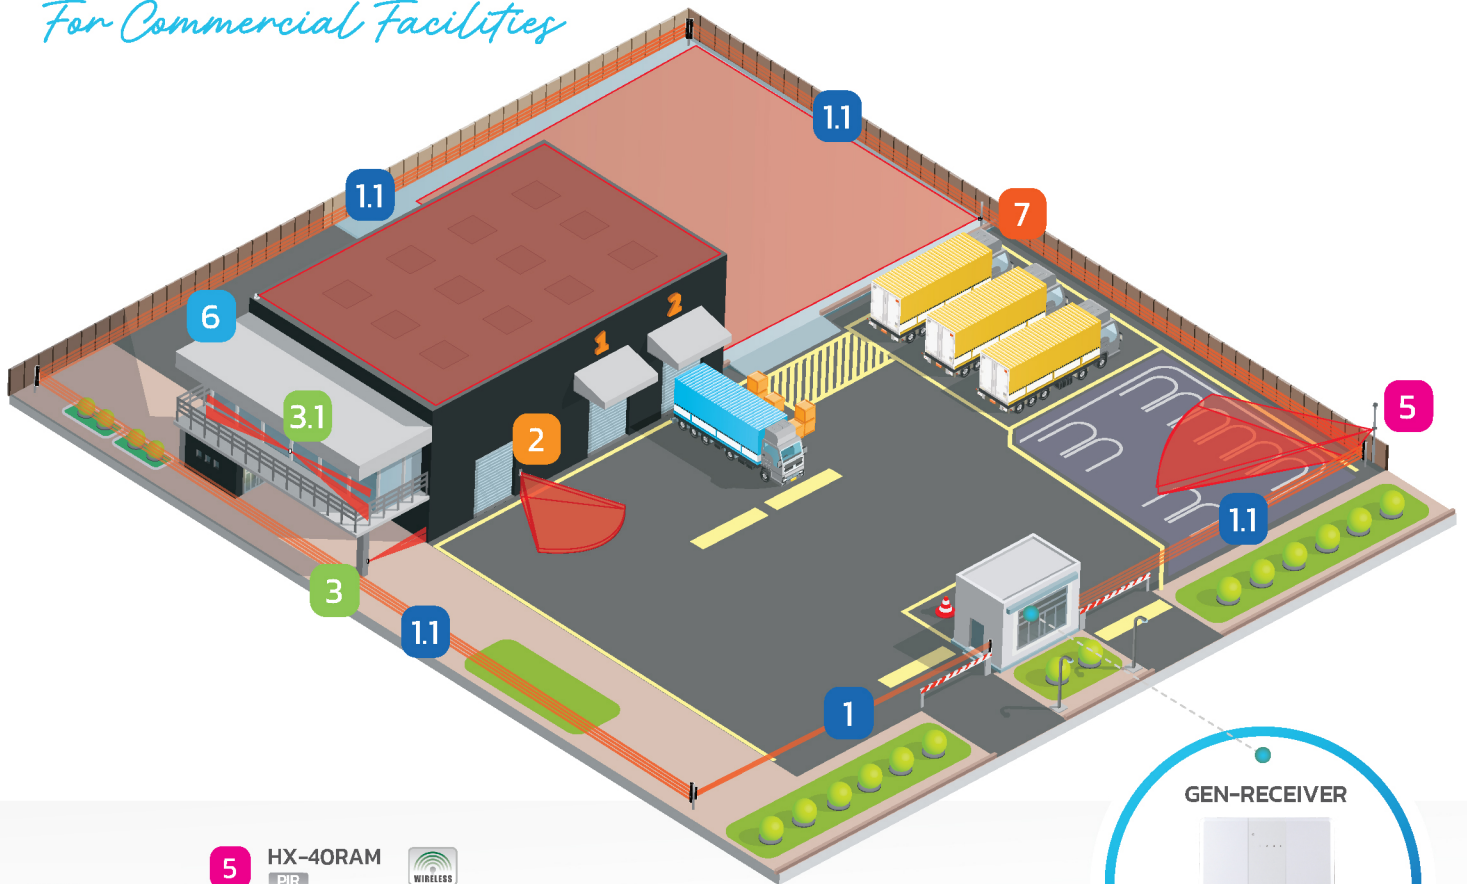 For Commercial Facilities
1.1
1.1
7
6
3.1
5
2
1
2
1.1
3
1.1
1
GEN-RECEIVER
5 HX-40RAM
PIR
WIRELESS